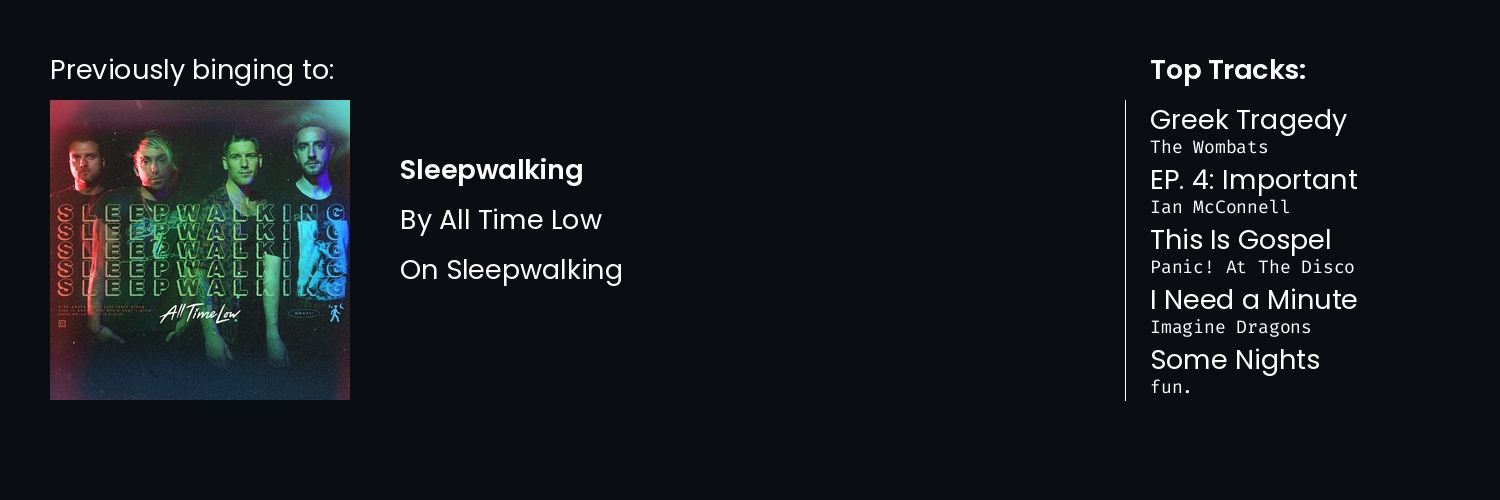 Previously binging to:
SLEEPWALKING
SLEEPWALKING
SLEEPWALKING
SLEEPWALKING
SLEEPWALKING
All Time Low
Sleepwalking
By All Time Low
On Sleepwalking
Top Tracks:
Greek Tragedy
The Wombats
EP. 4: Important
Ian McConnell
This Is Gospel
Panic! At The Disco
I Need a Minute
Imagine Dragons
Some Nights
fun.